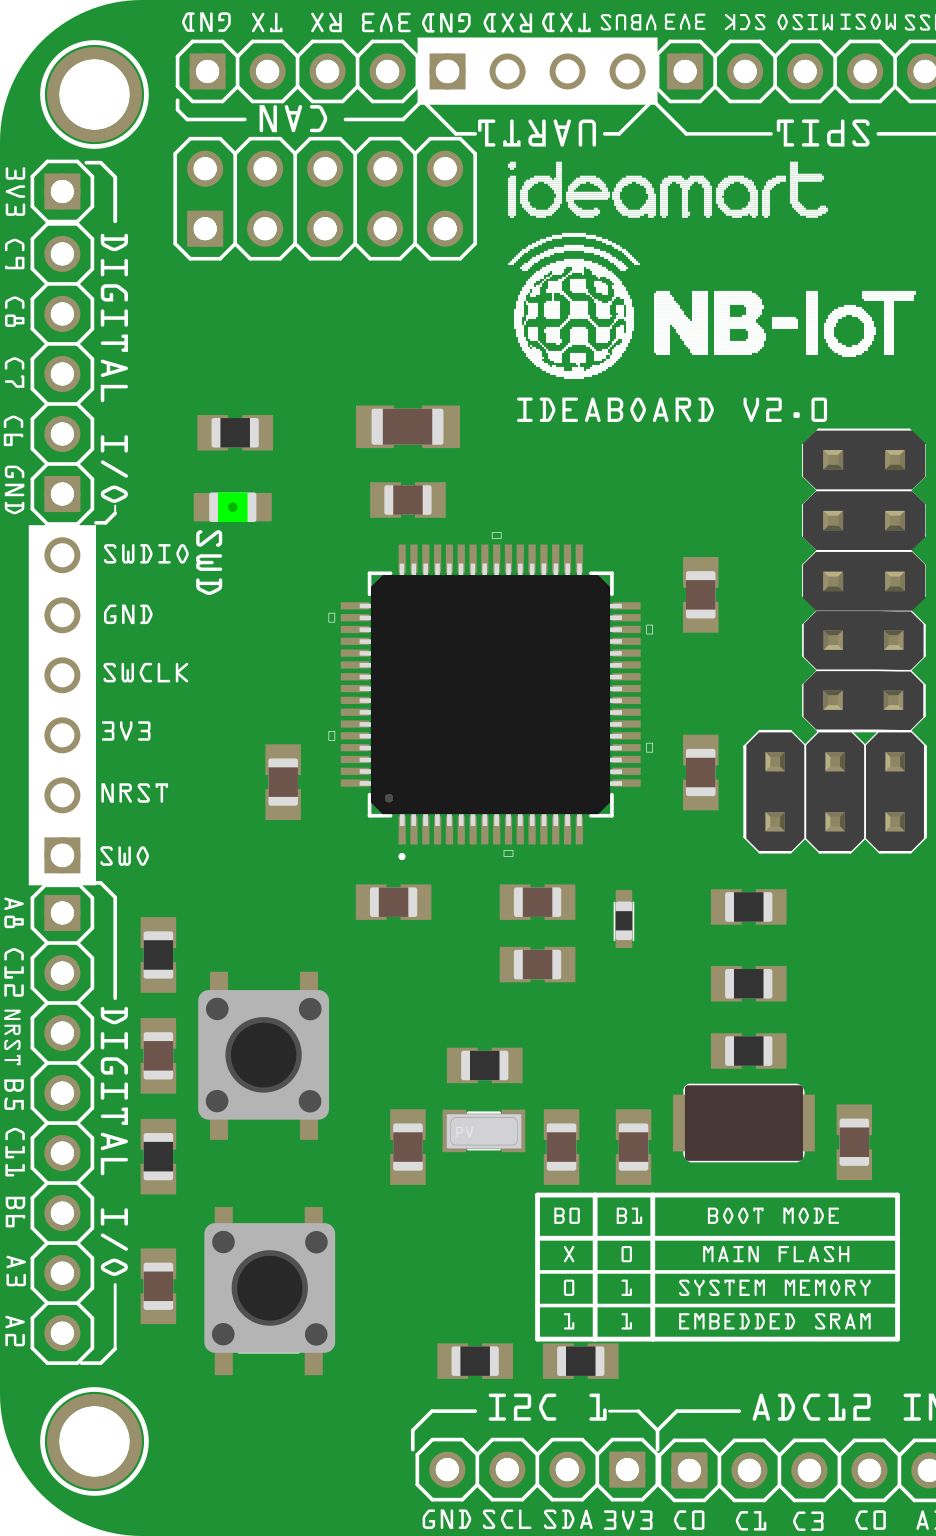 GND TX RX 3V3 GND RXD TXD VBUS 3V3 SCK MISO MOSI
CAN UART1 SPI1
ideamart
NB-IoT
IDEABOARD V2.0
3V3
C9
C8
C7
C6
GND
DIGITAL I/O
SWD
SWDIO
GND
SWCLK
3V3
NRST
SWO
A8
C12
NRST
B5
C11
B6
A3
A2
DIGITAL I/O
PV
B0 B1 BOOT MODE
X 0 MAIN FLASH
0 1 SYSTEM MEMORY
1 1 EMBEDDED SRAM
I2C 1 ADC12
GND SCL SDA 3V3 C0 C1 C3 C0